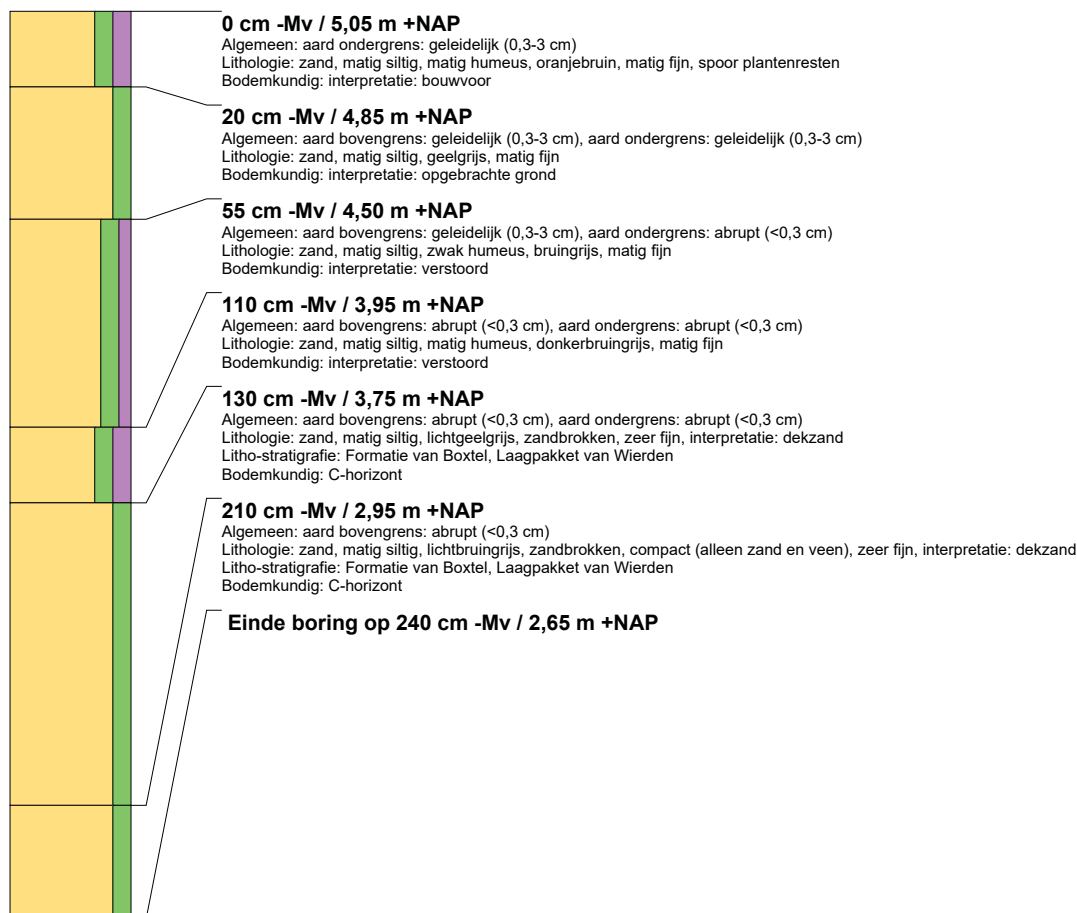 0 cm -Mv / 5,05 m +NAP
Algemeen: aard ondergrens: geleidelijk (0,3-3 cm)
Lithologie: zand, matig siltig, matig humeus, oranjebruin, matig fijn, spoor plantenresten
Bodemkundig: interpretatie: bouwvoor
20 cm -Mv / 4,85 m +NAP
Algemeen: aard bovengrens: geleidelijk (0,3-3 cm), aard ondergrens: geleidelijk (0,3-3 cm)
Lithologie: zand, matig siltig, geelgrijs, matig fijn
Bodemkundig: interpretatie: opgebrachte grond
55 cm -Mv / 4,50 m +NAP
Algemeen: aard bovengrens: geleidelijk (0,3-3 cm), aard ondergrens: abrupt (<0,3 cm)
Lithologie: zand, matig siltig, zwak humeus, bruingrijs, matig fijn
Bodemkundig: interpretatie: verstoord
110 cm -Mv / 3,95 m +NAP
Algemeen: aard bovengrens: abrupt (<0,3 cm), aard ondergrens: abrupt (<0,3 cm)
Lithologie: zand, matig siltig, matig humeus, donkerbruingrijs, matig fijn
Bodemkundig: interpretatie: verstoord
130 cm -Mv / 3,75 m +NAP
Algemeen: aard bovengrens: abrupt (<0,3 cm), aard ondergrens: abrupt (<0,3 cm)
Lithologie: zand, matig siltig, lichtgeelgrijs, zandbrokken, zeer fijn, interpretatie: dekzand
Litho-stratigrafie: Formatie van Boxtel, Laagpakket van Wierden
Bodemkundig: C-horizont
210 cm -Mv / 2,95 m +NAP
Algemeen: aard bovengrens: abrupt (<0,3 cm)
Lithologie: zand, matig siltig, lichtbruingrijs, zandbrokken, compact (alleen zand en veen), zeer fijn, interpretatie: dekzand
Litho-stratigrafie: Formatie van Boxtel, Laagpakket van Wierden
Bodemkundig: C-horizont
Einde boring op 240 cm -Mv / 2,65 m +NAP